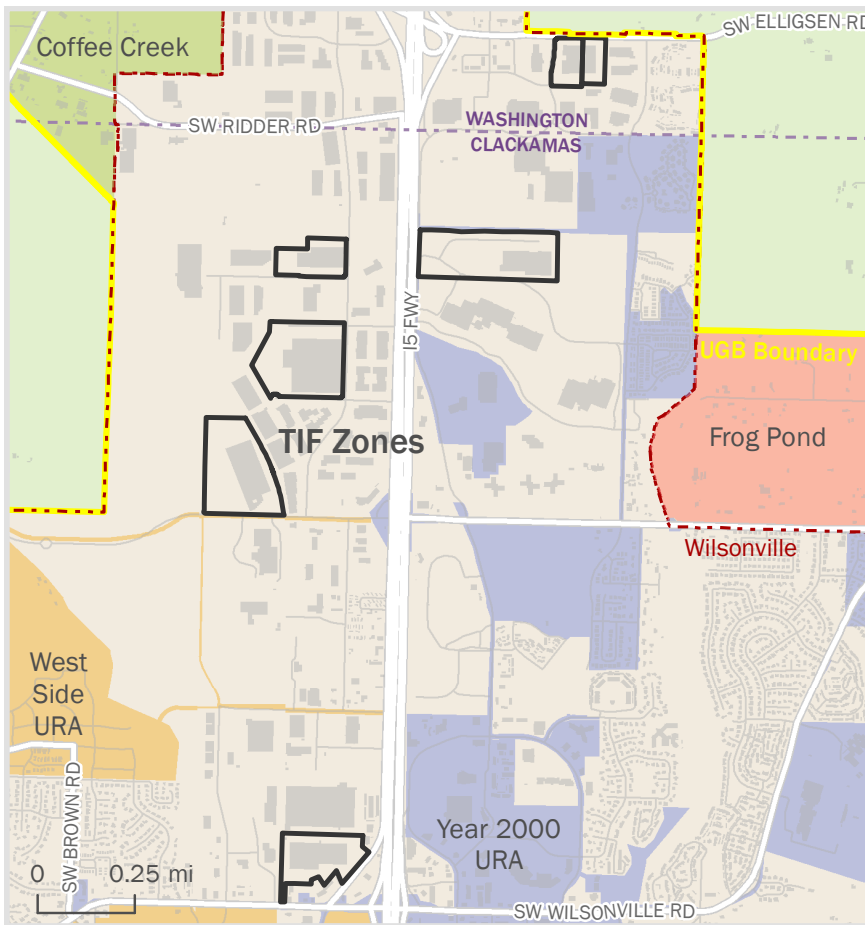 Coffee Creek
SW ELLIGSEN RD
SW RIDDER RD
WASHINGTON
CLACKAMAS
I5 FWY
UGB Boundary
TIF Zones
Frog Pond
Wilsonville
West
Side
URA
SW BROWN RD
Year 2000
URA
0 0.25 mi
SW WILSONVILLE RD